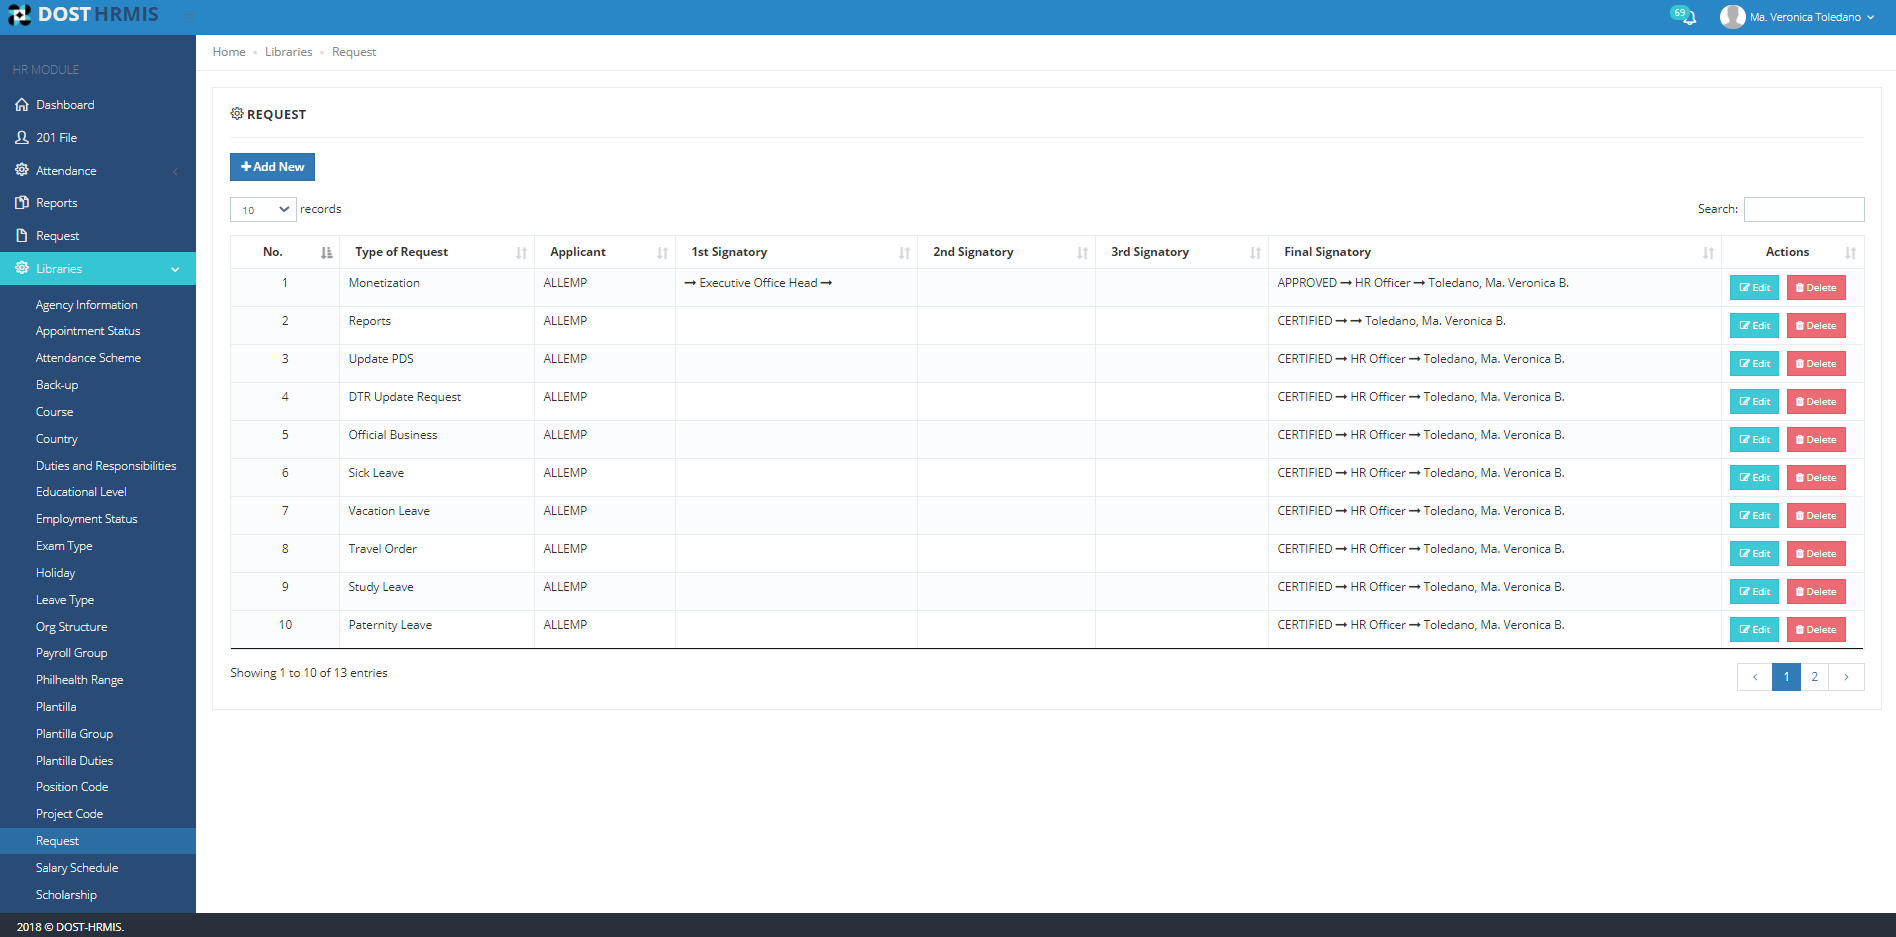 DOST HRMIS
69
Ma. Veronica Toledano
HR MODULE
Dashboard
201 File
Attendance
Reports
Request
Libraries
Agency Information
Appointment Status
Attendance Scheme
Back-up
Course
Country
Duties and Responsibilities
Educational Level
Employment Status
Exam Type
Holiday
Leave Type
Org Structure
Payroll Group
Philhealth Range
Plantilla
Plantilla Group
Plantilla Duties
Position Code
Project Code
Request
Salary Schedule
Scholarship
Home Libraries Request
REQUEST
Add New
10 records
Search:
No. Type of Request Applicant 1st Signatory 2nd Signatory 3rd Signatory Final Signatory Actions
1 Monetization ALLEMP → Executive Office Head → APPROVED → HR Officer → Toledano, Ma. Veronica B. Edit Delete
2 Reports ALLEMP CERTIFIED → → Toledano, Ma. Veronica B. Edit Delete
3 Update PDS ALLEMP CERTIFIED → HR Officer → Toledano, Ma. Veronica B. Edit Delete
4 DTR Update Request ALLEMP CERTIFIED → HR Officer → Toledano, Ma. Veronica B. Edit Delete
5 Official Business ALLEMP CERTIFIED → HR Officer → Toledano, Ma. Veronica B. Edit Delete
6 Sick Leave ALLEMP CERTIFIED → HR Officer → Toledano, Ma. Veronica B. Edit Delete
7 Vacation Leave ALLEMP CERTIFIED → HR Officer → Toledano, Ma. Veronica B. Edit Delete
8 Travel Order ALLEMP CERTIFIED → HR Officer → Toledano, Ma. Veronica B. Edit Delete
9 Study Leave ALLEMP CERTIFIED → HR Officer → Toledano, Ma. Veronica B. Edit Delete
10 Paternity Leave ALLEMP CERTIFIED → HR Officer → Toledano, Ma. Veronica B. Edit Delete
Showing 1 to 10 of 13 entries
< 1 2 >
2018 © DOST-HRMIS.